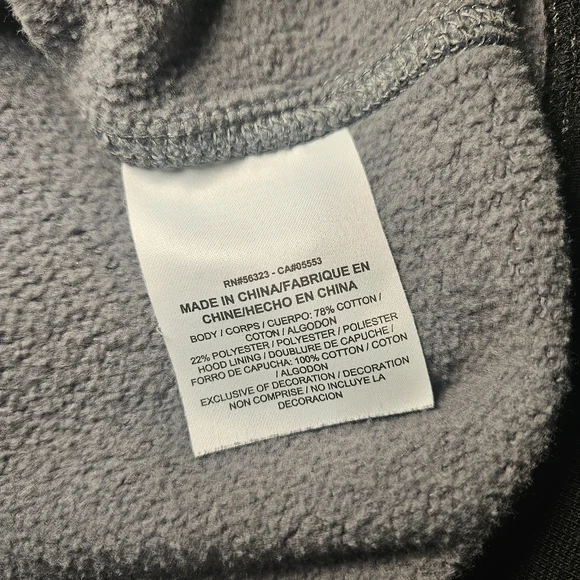 RN#56323 - CA#05553
MADE IN CHINA/FABRIQUE EN
CHINE/HECHO EN CHINA
BODY / CORPS / CUERPO: 78% COTTON /
COTON / ALGODON
22% POLYESTER / POLYESTER / POLIESTER
HOOD LINING / DOUBLURE DE CAPUCHE /
FORRO DE CAPUCHA: 100% COTTON / COTON
/ ALGODON
EXCLUSIVE OF DECORATION / DECORATION
NON COMPRISE / NO INCLUYE LA
DECORACION